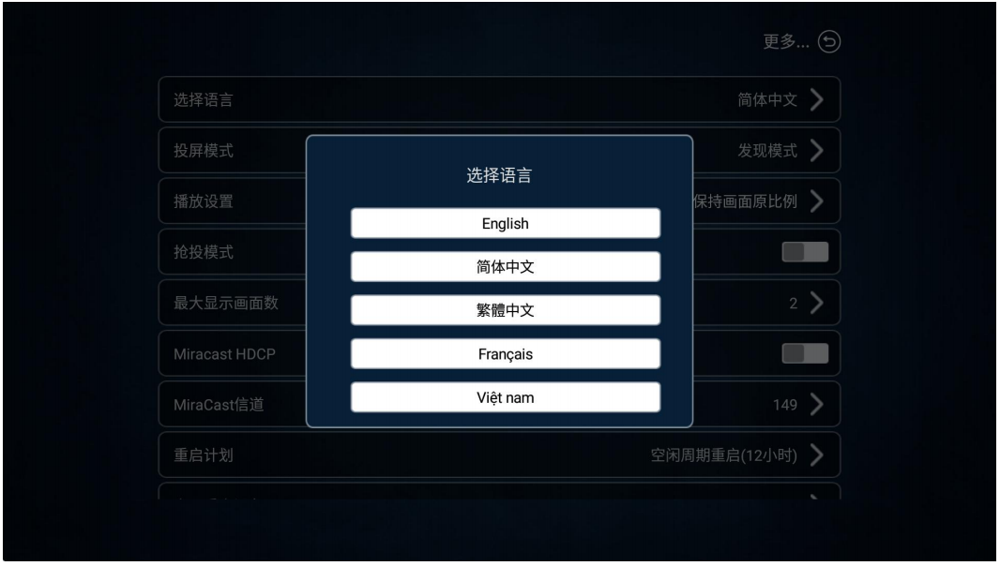 更多...
选择语言 简体中文
投屏模式 发现模式
播放设置 保持画面原比例
抢投模式
最大显示画面数 2
Miracast HDCP
MiraCast信道 149
重启计划 空闲周期重启(12小时)
选择语言
English
简体中文
繁體中文
Français
Việt nam